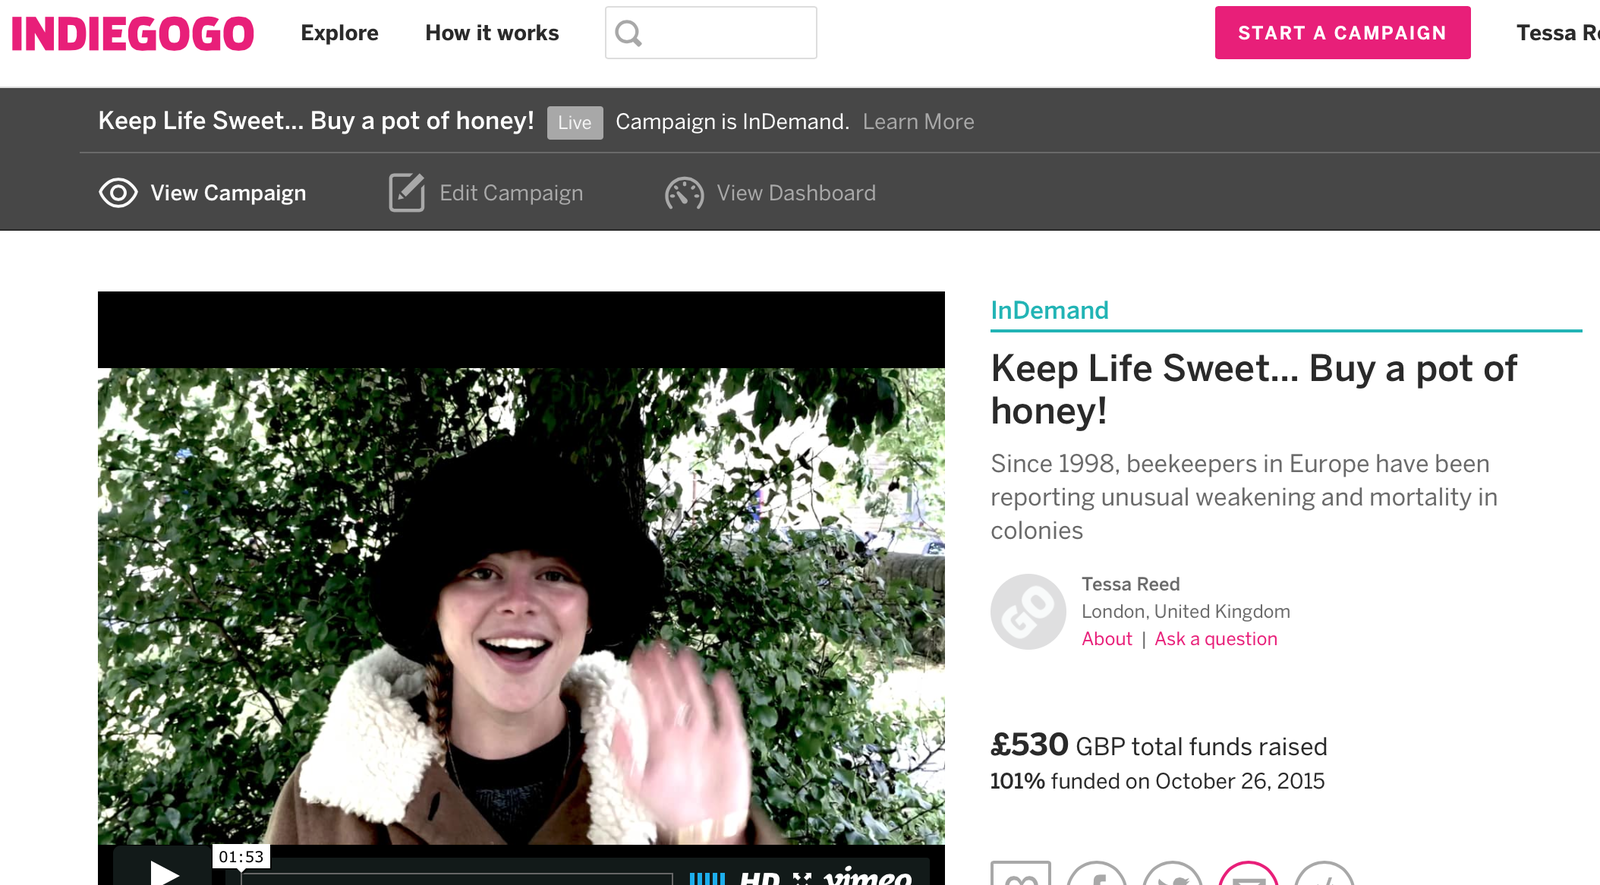 INDIEGOGO Explore How it works START A CAMPAIGN Tessa Re
Keep Life Sweet... Buy a pot of honey! Live Campaign is InDemand. Learn More
View Campaign Edit Campaign View Dashboard
InDemand
Keep Life Sweet... Buy a pot of
honey!
Since 1998, beekeepers in Europe have been
reporting unusual weakening and mortality in
colonies
GO
Tessa Reed
London, United Kingdom
About | Ask a question
£530 GBP total funds raised
101% funded on October 26, 2015
01:53
HD vimeo